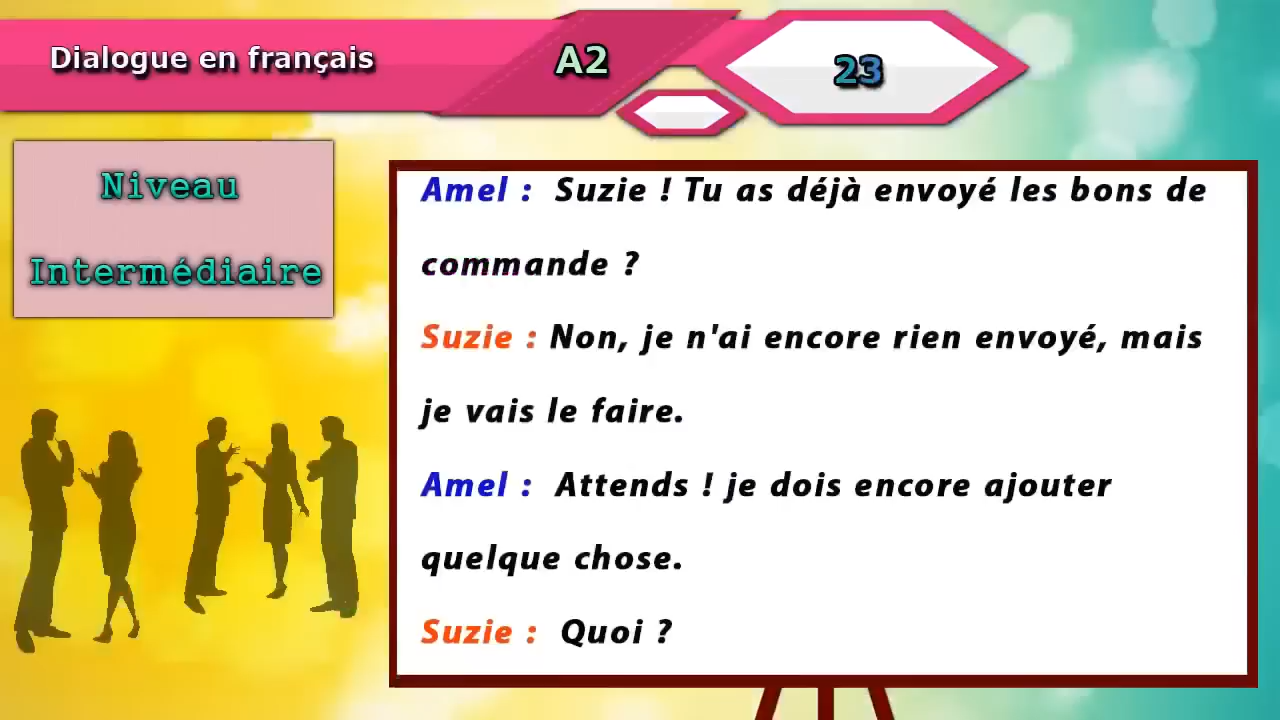 Dialogue en français
A2
23
Niveau
Intermédiaire
Amel : Suzie ! Tu as déjà envoyé les bons de
commande ?
Suzie : Non, je n'ai encore rien envoyé, mais
je vais le faire.
Amel : Attends ! je dois encore ajouter
quelque chose.
Suzie : Quoi ?